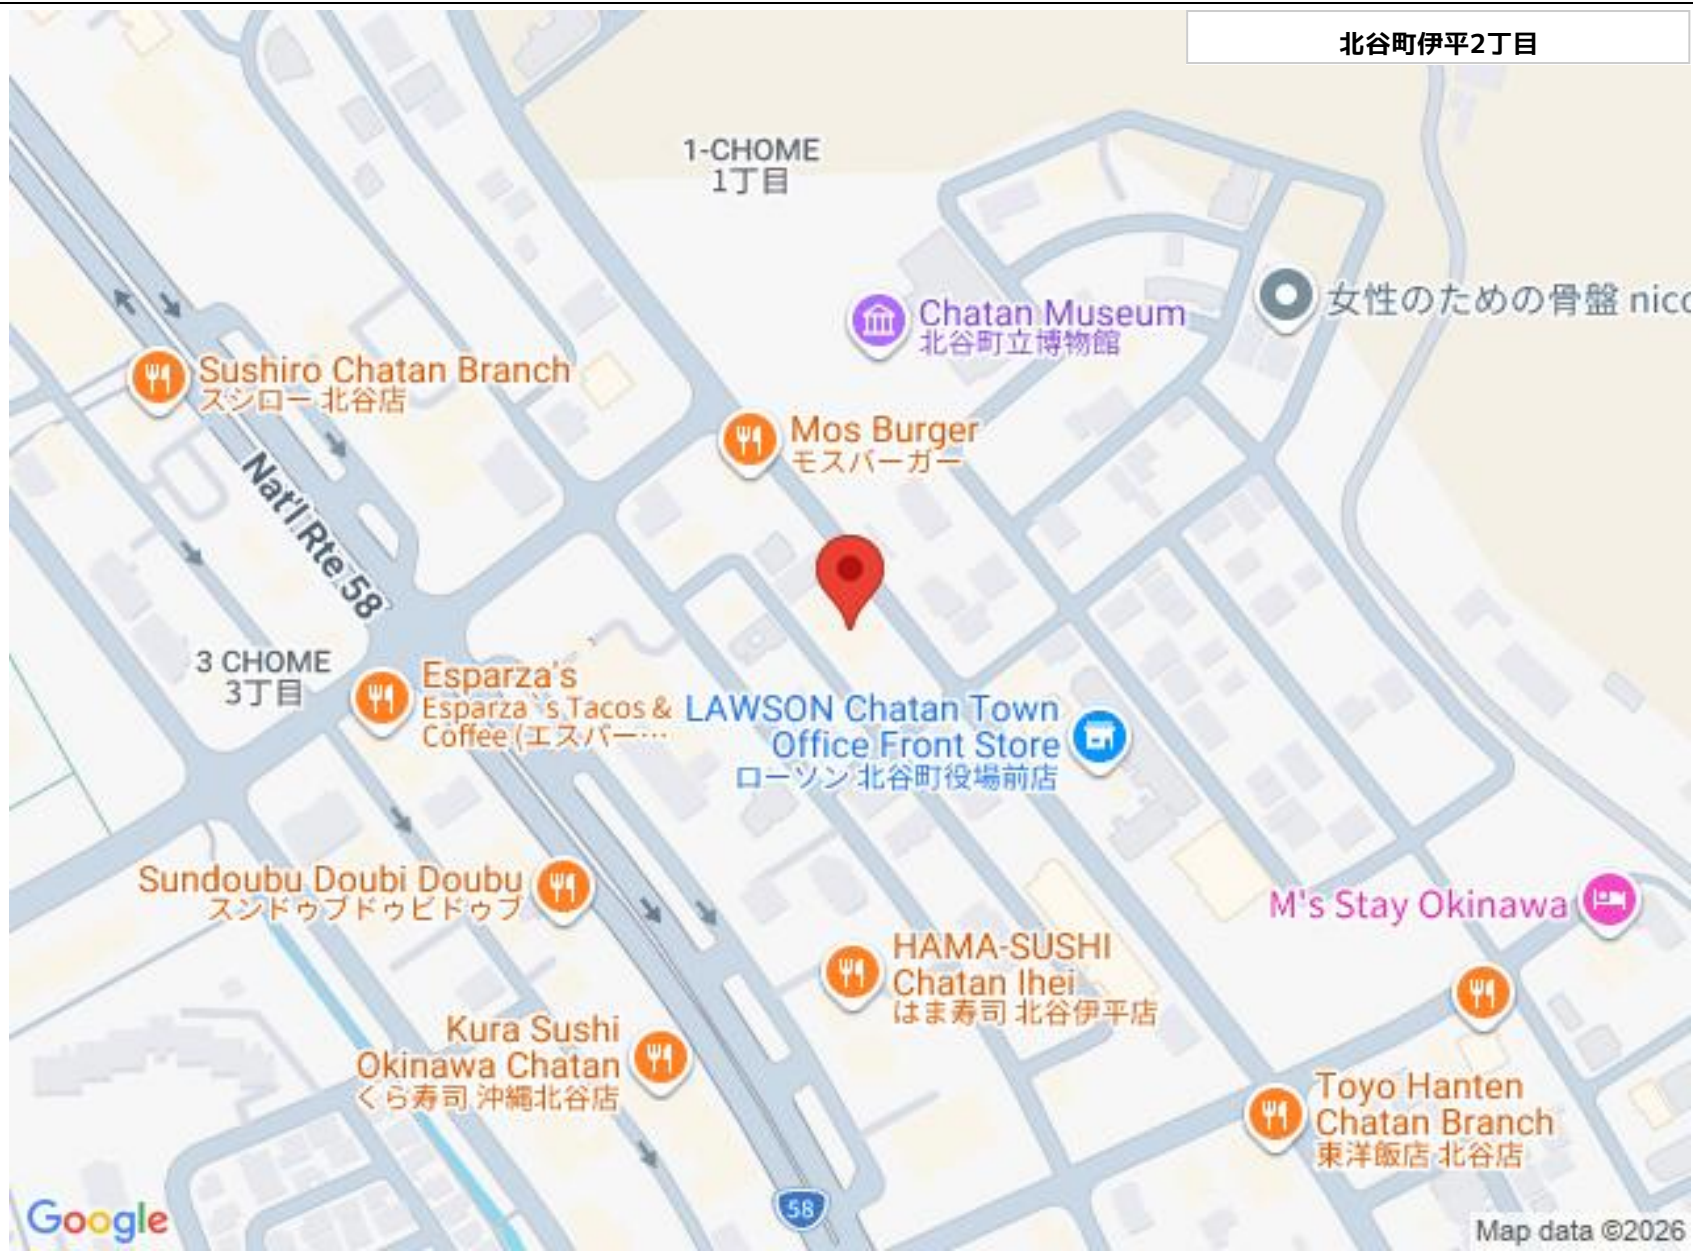 北谷町伊平2丁目
1-CHOME
1丁目
Chatan Museum
北谷町立博物館
女性のための骨盤 nico
Sushiro Chatan Branch
スシロー 北谷店
Mos Burger
モスバーガー
Nat'l Rte 58
3 CHOME
3丁目
Esparza's
Esparza`s Tacos &
Coffee (エスパー…
LAWSON Chatan Town
Office Front Store
ローソン 北谷町役場前店
Sundoubu Doubi Doubu
スンドゥブドゥビドゥブ
M's Stay Okinawa
HAMA-SUSHI
Chatan Ihei
はま寿司 北谷伊平店
Kura Sushi
Okinawa Chatan
くら寿司 沖縄北谷店
Toyo Hanten
Chatan Branch
東洋飯店 北谷店
58
Google
Map data ©2026